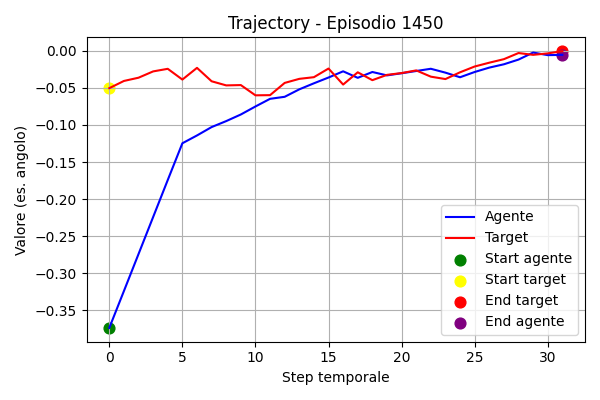 Trajectory - Episodio 1450
Valore (es. angolo)
0.00
−0.05
−0.10
−0.15
−0.20
−0.25
−0.30
−0.35
Agente
Target
Start agente
Start target
End target
End agente
0 5 10 15 20 25 30
Step temporale